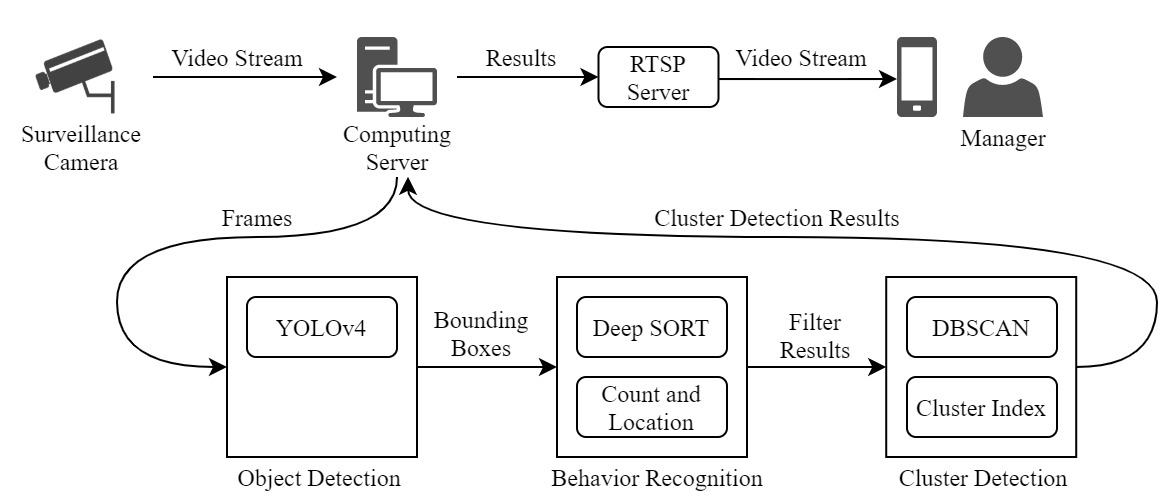 Video Stream
Results
RTSP
Server
Video Stream
Surveillance
Camera
Computing
Server
Manager
Frames
Cluster Detection Results
YOLOv4
Bounding
Boxes
Deep SORT
Count and
Location
Filter
Results
DBSCAN
Cluster Index
Object Detection
Behavior Recognition
Cluster Detection